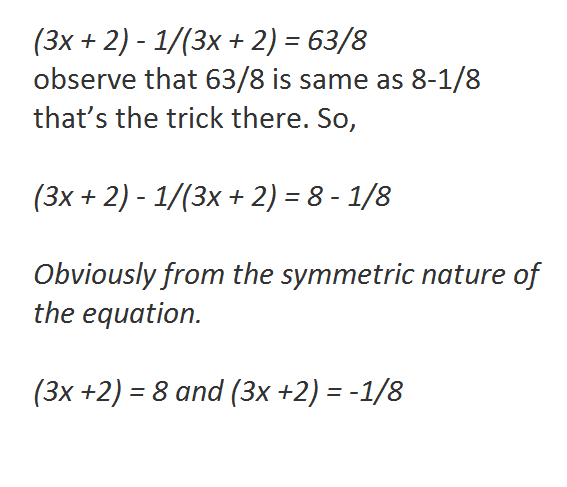 (3x + 2) - 1/(3x + 2) = 63/8
observe that 63/8 is same as 8-1/8
that’s the trick there. So,
(3x + 2) - 1/(3x + 2) = 8 - 1/8
Obviously from the symmetric nature of
the equation.
(3x +2) = 8 and (3x +2) = -1/8